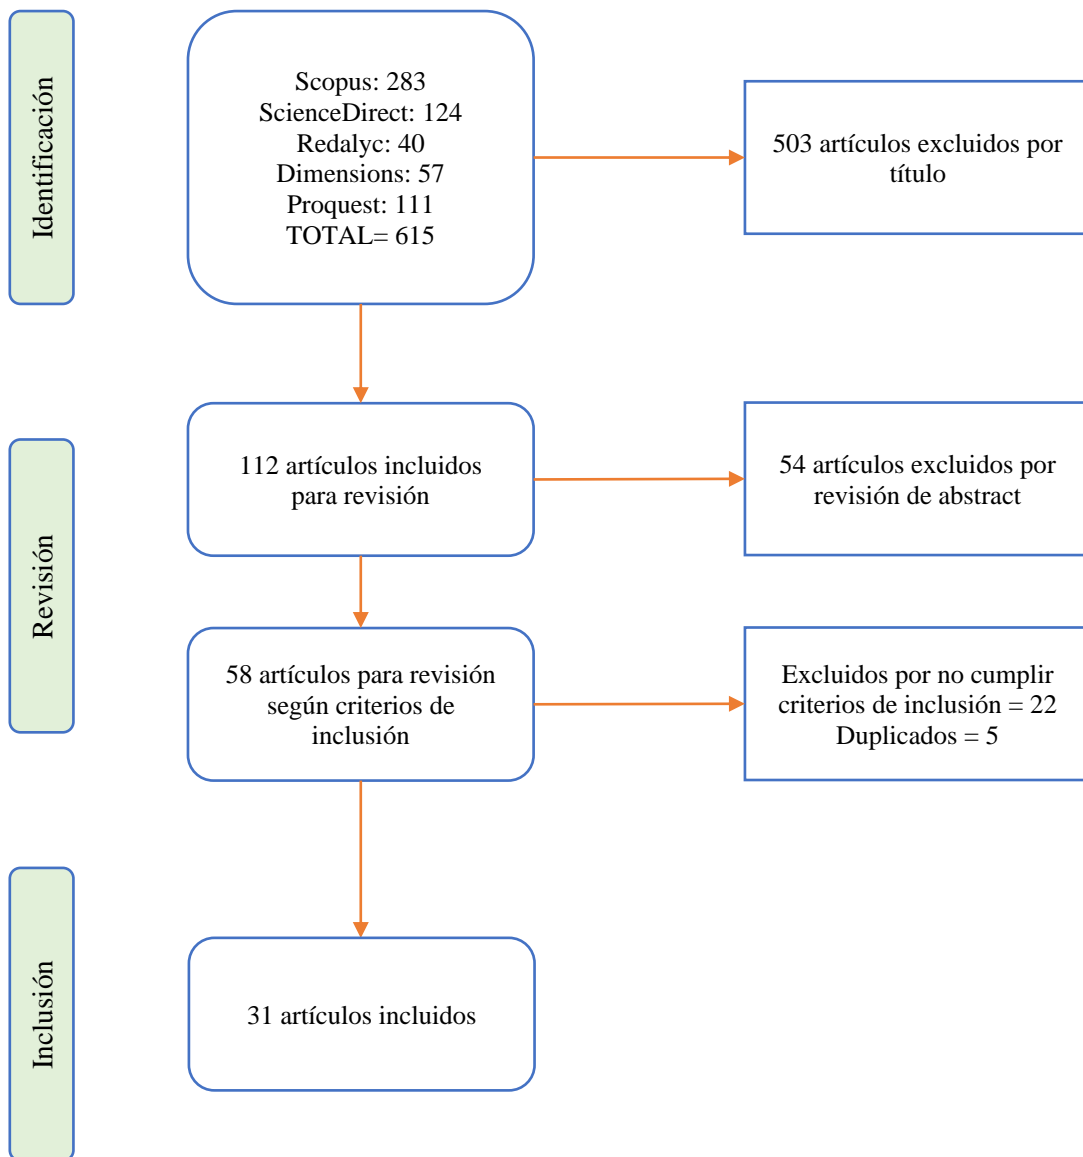 Identificación
Scopus: 283
ScienceDirect: 124
Redalyc: 40
Dimensions: 57
Proquest: 111
TOTAL= 615
503 artículos excluidos por
título
Revisión
112 artículos incluidos
para revisión
54 artículos excluidos por
revisión de abstract
58 artículos para revisión
según criterios de
inclusión
Excluidos por no cumplir
criterios de inclusión = 22
Duplicados = 5
Inclusión
31 artículos incluidos